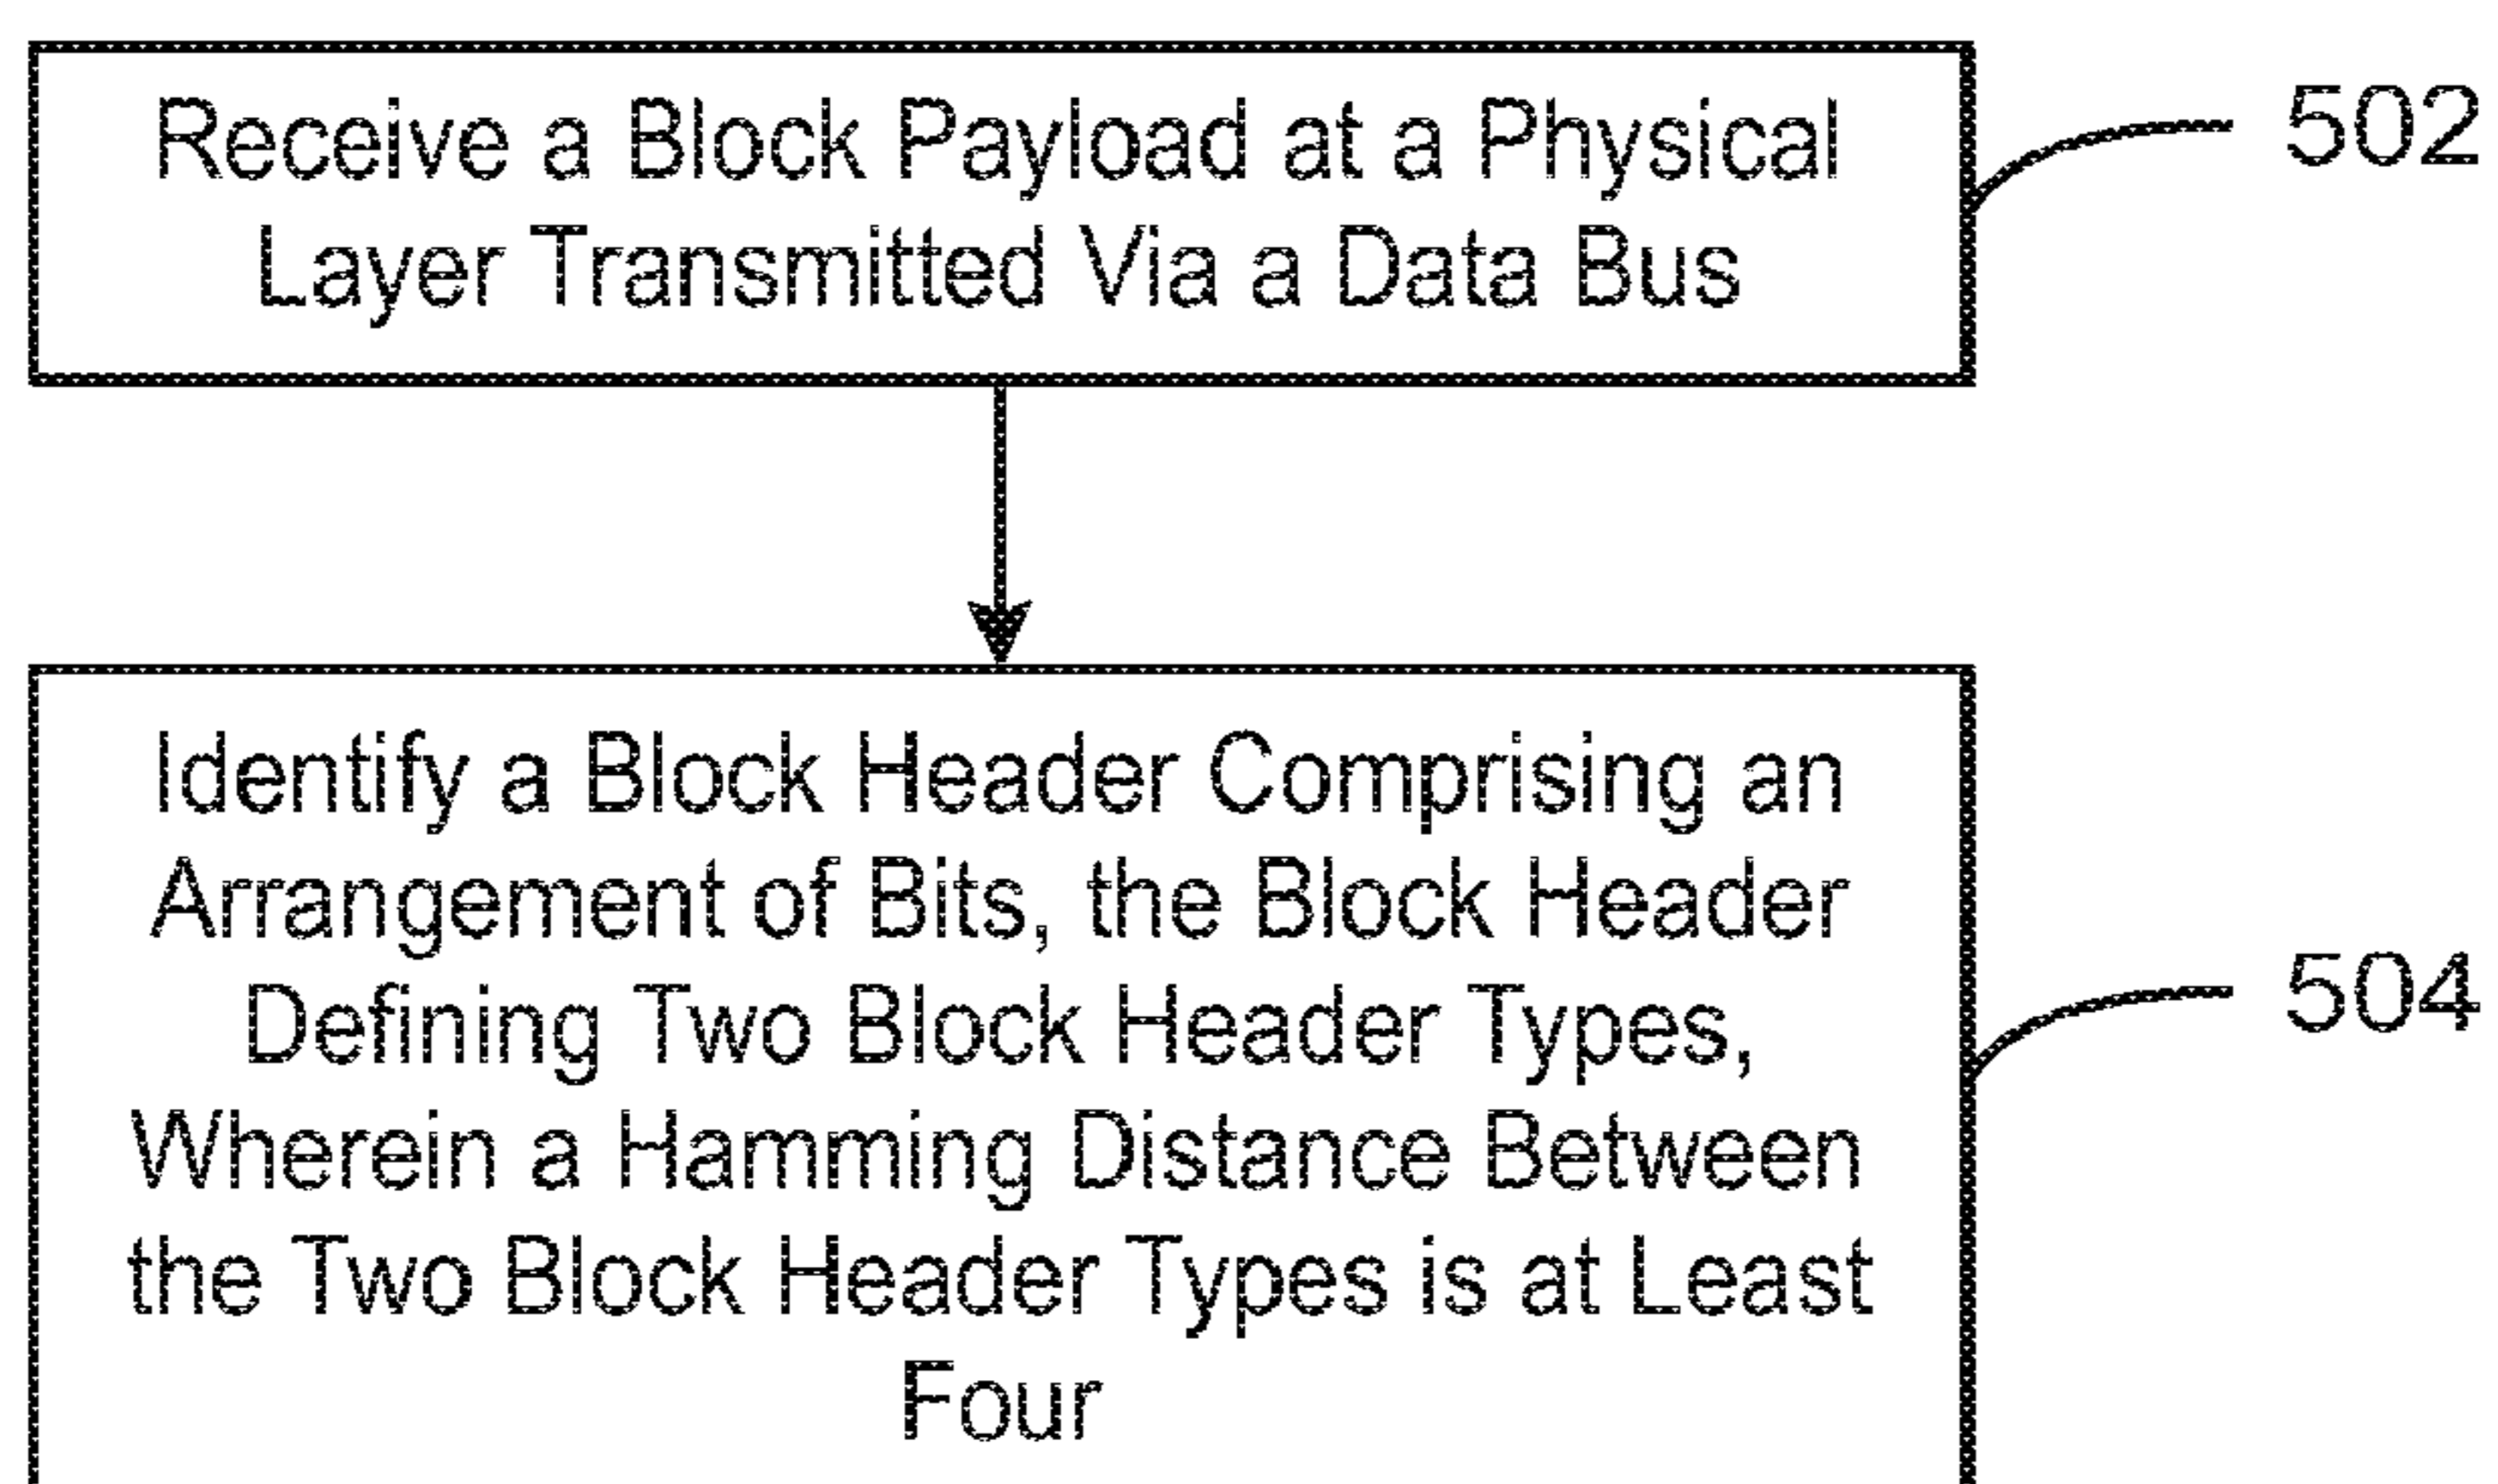 Receive a Block Payload at a Physical
Layer Transmitted Via a Data Bus
502
Identify a Block Header Comprising an
Arrangement of Bits, the Block Header
Defining Two Block Header Types,
Wherein a Hamming Distance Between
the Two Block Header Types is at Least
Four
504